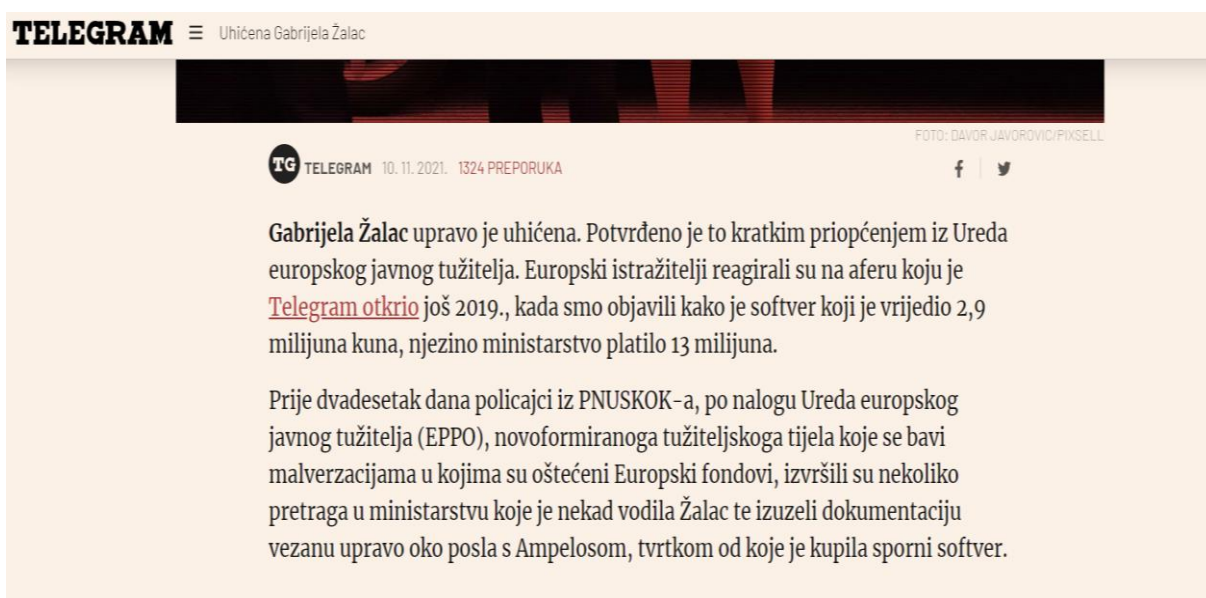 TELEGRAM ☰ Uhićena Gabrijela Žalac
FOTO: DAVOR JAVOROVIC/PIXSELL
TG TELEGRAM 10. 11. 2021. 1324 PREPORUKA
Gabrijela Žalac upravo je uhićena. Potvrđeno je to kratkim priopćenjem iz Ureda
europskog javnog tužitelja. Europski istražitelji reagirali su na aferu koju je
Telegram otkrio još 2019., kada smo objavili kako je softver koji je vrijedio 2,9
milijuna kuna, njezino ministarstvo platilo 13 milijuna.
Prije dvadesetak dana policajci iz PNUSKOK-a, po nalogu Ureda europskog
javnog tužitelja (EPPO), novoformiranoga tužiteljskoga tijela koje se bavi
malverzacijama u kojima su oštećeni Europski fondovi, izvršili su nekoliko
pretraga u ministarstvu koje je nekad vodila Žalac te izuzeli dokumentaciju
vezanu upravo oko posla s Ampelosom, tvrtkom od koje je kupila sporni softver.